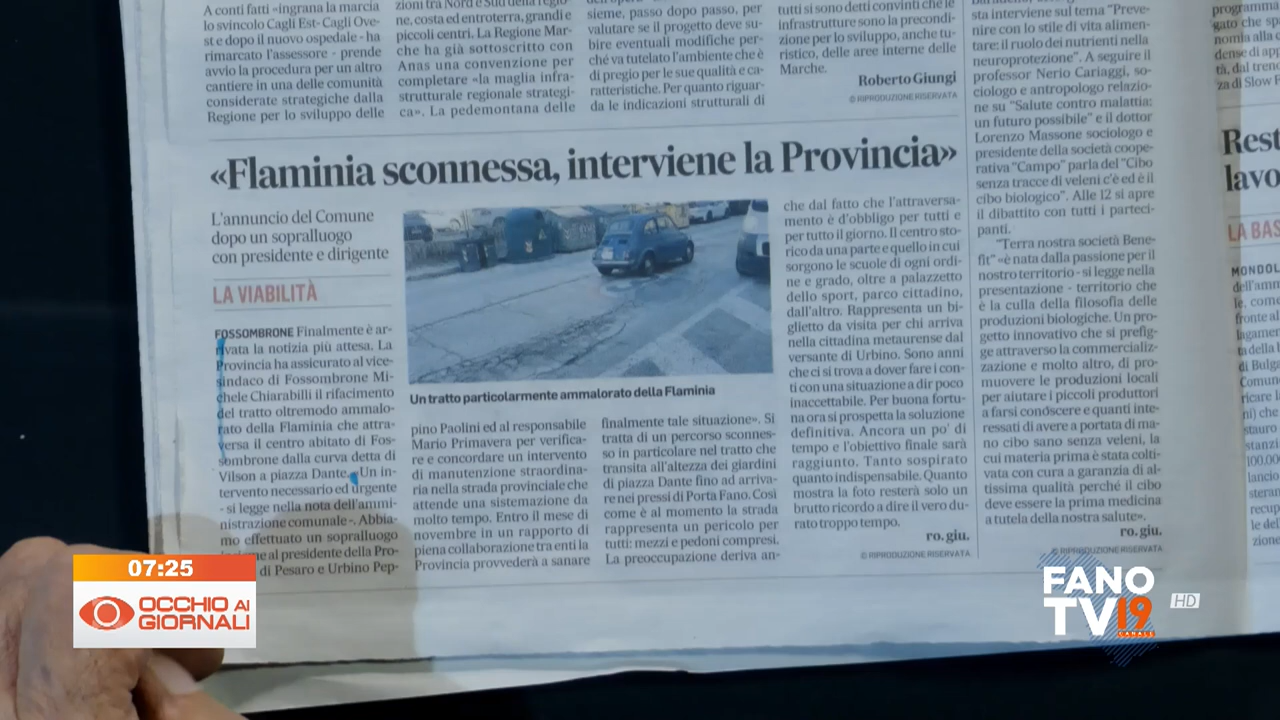 A conti fatti «ingrana la marcia
lo svincolo Cagli Est-Cagli Ove-
st e dopo il nuovo ospedale - ha
rimarcato l'assessore - prende
avvio la procedura per un altro
cantiere in una delle comunità
considerate strategiche dalla
Regione per lo sviluppo delle
ne, costa ed entroterra, grandi e
piccoli centri. La Regione Mar-
che ha già sottoscritto con
Anas una convenzione per
completare «la maglia infra-
strutturale regionale strategi-
ca». La pedemontana delle
sieme, passo dopo passo, per
valutare se il progetto deve su-
bire eventuali modifiche per-
ché va tutelato l'ambiente che è
di pregio per le sue qualità e ca-
ratteristiche. Per quanto riguar-
da le indicazioni strutturali di
tutti si sono detti convinti che le
infrastrutture sono la precondi-
zione per lo sviluppo, anche tu-
ristico, delle aree interne delle
Marche.
Roberto Giungi
© RIPRODUZIONE RISERVATA
«Flaminia sconnessa, interviene la Provincia»
L'annuncio del Comune
dopo un sopralluogo
con presidente e dirigente
LA VIABILITÀ
FOSSOMBRONE Finalmente è ar-
rivata la notizia più attesa. La
Provincia ha assicurato al vice-
sindaco di Fossombrone Mi-
chele Chiarabilli il rifacimento
del tratto oltremodo ammalo-
rato della Flaminia che attra-
versa il centro abitato di Fos-
sombrone dalla curva detta di
Vilson a piazza Dante. «Un in-
tervento necessario ed urgente
- si legge nella nota dell'ammi-
nistrazione comunale -. Abbia-
mo effettuato un sopralluogo
al presidente della Pro-
di Pesaro e Urbino Pep-
Un tratto particolarmente ammalorato della Flaminia
pino Paolini ed al responsabile
Mario Primavera per verifica-
re e concordare un intervento
di manutenzione straordina-
ria nella strada provinciale che
attende una sistemazione da
molto tempo. Entro il mese di
novembre in un rapporto di
piena collaborazione tra enti la
Provincia provvederà a sanare
finalmente tale situazione». Si
tratta di un percorso sconnes-
so in particolare nel tratto che
transita all'altezza dei giardini
di piazza Dante fino ad arriva-
re nei pressi di Porta Fano. Così
come è al momento la strada
rappresenta un pericolo per
tutti: mezzi e pedoni compresi.
La preoccupazione deriva an-
che dal fatto che l'attraversa-
mento è d'obbligo per tutti e
per tutto il giorno. Il centro sto-
rico da una parte e quello in cui
sorgono le scuole di ogni ordi-
ne e grado, oltre a palazzetto
dello sport, parco cittadino,
dall'altro. Rappresenta un bi-
glietto da visita per chi arriva
nella cittadina metaurense dal
versante di Urbino. Sono anni
che ci si trova a dover fare i con-
ti con una situazione a dir poco
inaccettabile. Per buona fortu-
na ora si prospetta la soluzione
definitiva. Ancora un po' di
tempo e l'obiettivo finale sarà
raggiunto. Tanto sospirato
quanto indispensabile. Quanto
mostra la foto resterà solo un
brutto ricordo a dire il vero du-
rato troppo tempo.
ro. giu.
© RIPRODUZIONE RISERVATA
sta interviene sul tema "Preve-
nire con lo stile di vita alimen-
tare: il ruolo dei nutrienti nella
neuroprotezione". A seguire il
professor Nerio Cariaggi, so-
ciologo e antropologo relazio-
ne su "Salute contro malattia:
un futuro possibile" e il dottor
Lorenzo Massone sociologo e
presidente della società coope-
rativa "Campo" parla del "Cibo
senza tracce di veleni c'è ed è il
cibo biologico". Alle 12 si apre
il dibattito con tutti i parteci-
panti.
"Terra nostra società Bene-
fit" «è nata dalla passione per il
nostro territorio - si legge nella
presentazione - territorio che
è la culla della filosofia delle
produzioni biologiche. Un pro-
getto innovativo che si prefig-
ge attraverso la commercializ-
zazione e molto altro, di pro-
muovere le produzioni locali
per aiutare i piccoli produttori
a farsi conoscere e quanti inte-
ressati di avere a portata di ma-
no cibo sano senza veleni, la
cui materia prima è stata colti-
vata con cura a garanzia di al-
tissima qualità perché il cibo
deve essere la prima medicina
a tutela della nostra salute».
ro. giu.
© RIPRODUZIONE RISERVATA
lavo
LA BAS
07:25
OCCHIO AI
GIORNALI
FANO
TV19
CANALE
HD